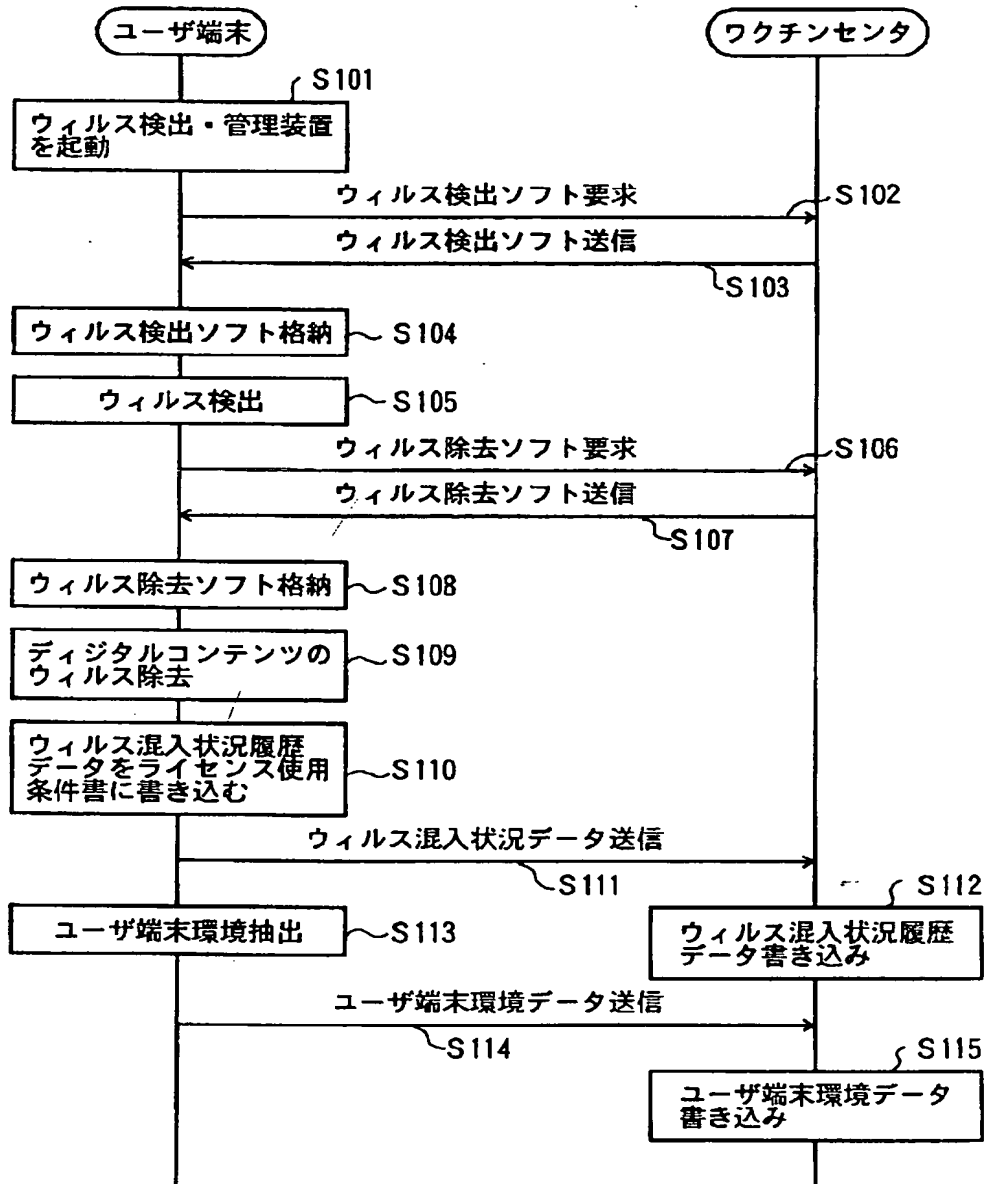 ユーザ端末
ワクチンセンタ
S101
ウィルス検出・管理装置
を起動
ウィルス検出ソフト要求
S102
ウィルス検出ソフト送信
S103
ウィルス検出ソフト格納
S104
ウィルス検出
S105
ウィルス除去ソフト要求
S106
ウィルス除去ソフト送信
S107
ウィルス除去ソフト格納
S108
ディジタルコンテンツの
ウィルス除去
S109
ウィルス混入状況履歴
データをライセンス使用
条件書に書き込む
S110
ウィルス混入状況データ送信
S111
S112
ウィルス混入状況履歴
データ書き込み
ユーザ端末環境抽出
S113
ユーザ端末環境データ送信
S114
S115
ユーザ端末環境データ
書き込み